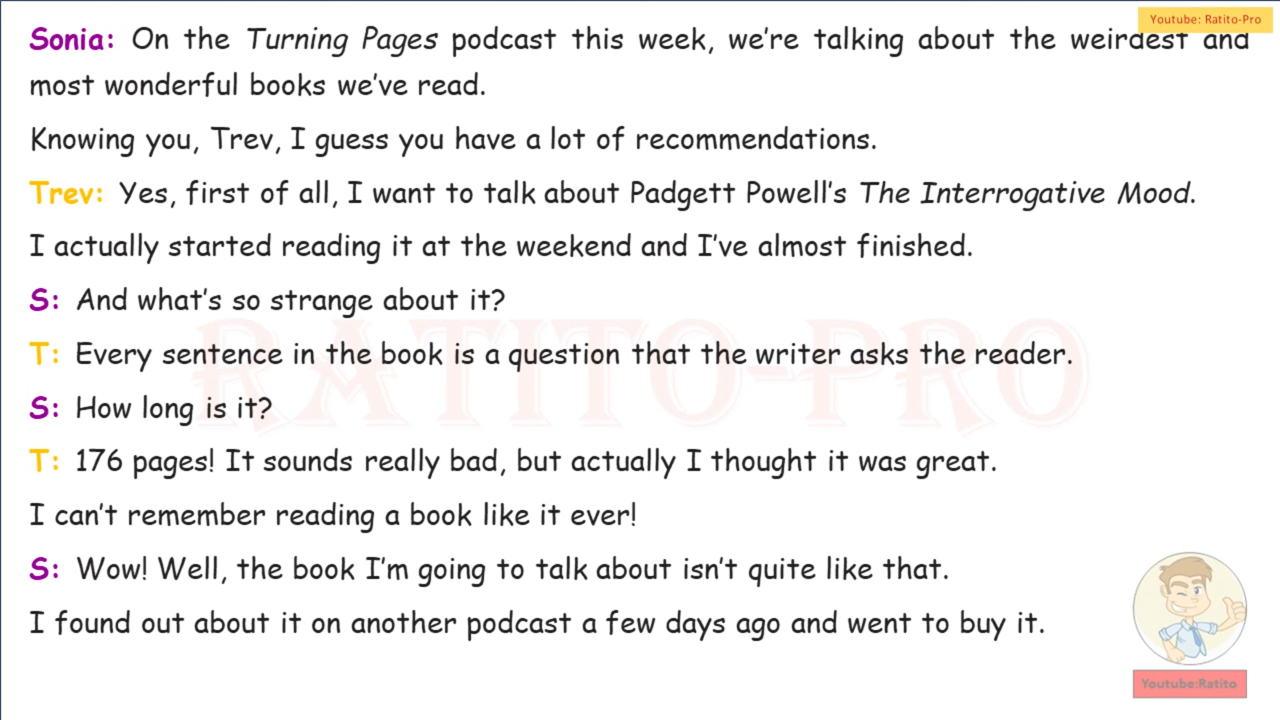 Youtube: Ratito-Pro
Sonia: On the Turning Pages podcast this week, we're talking about the weirdest and
most wonderful books we've read.
Knowing you, Trev, I guess you have a lot of recommendations.
Trev: Yes, first of all, I want to talk about Padgett Powell's The Interrogative Mood.
I actually started reading it at the weekend and I've almost finished.
S: And what's so strange about it?
T: Every sentence in the book is a question that the writer asks the reader.
RATITO-PRO
S: How long is it?
T: 176 pages! It sounds really bad, but actually I thought it was great.
I can't remember reading a book like it ever!
S: Wow! Well, the book I'm going to talk about isn't quite like that.
I found out about it on another podcast a few days ago and went to buy it.
Youtube:Ratito